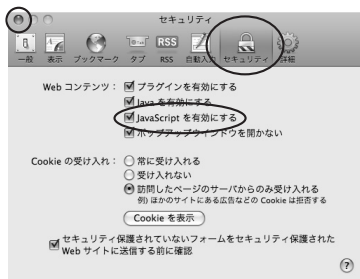 セキュリティ
一般 表示 ブックマーク タブ RSS 自動入力 セキュリティ 詳細
Web コンテンツ： プラグインを有効にする
Java を有効にする
JavaScript を有効にする
ポップアップウインドウを開かない
Cookie の受け入れ： 常に受け入れる
受け入れない
訪問したページのサーバからのみ受け入れる
例) ほかのサイトにある広告などの Cookie は拒否する
Cookie を表示
セキュリティ保護されていないフォームをセキュリティ保護された
Web サイトに送信する前に確認
?